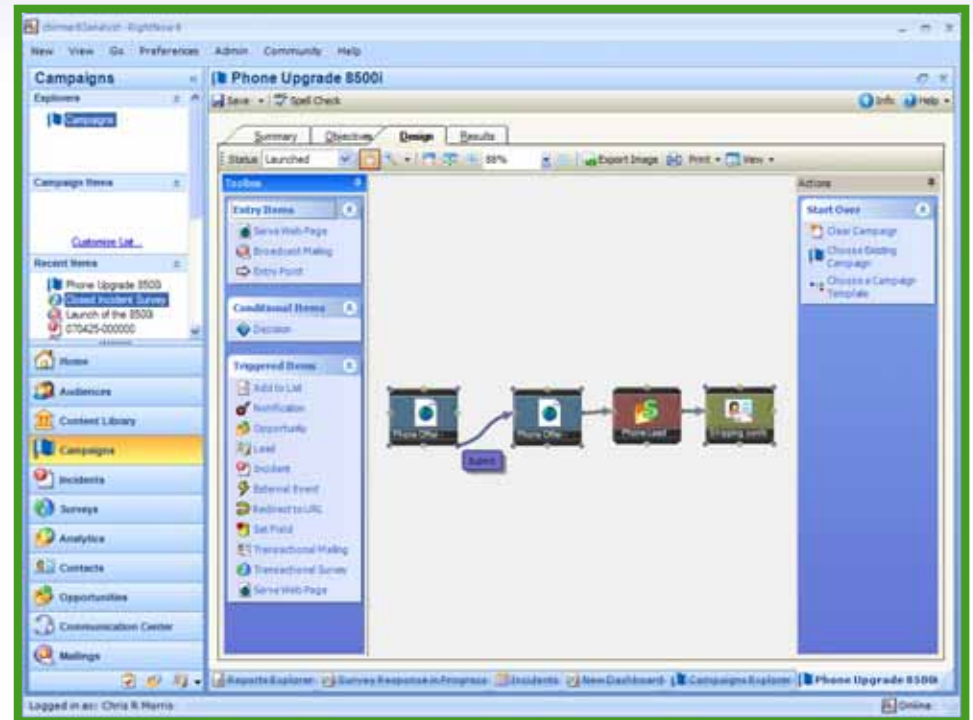 New View Go Preferences Admin Community Help
Campaigns
Phone Upgrade 8500i
Explorers
Campaigns
Save Spell Check
Info Help
Summary Objectives Design Results
Status Launched 88% Export Image Print View
Campaign Items
Customize List...
Recent Items
Phone Upgrade 8500i
Closed Incident Survey
Launch of the 8500i
070425-000000
Home
Audiences
Content Library
Campaigns
Incidents
Surveys
Analytics
Contacts
Opportunities
Communication Center
Mailings
Toolbox
Entry Items
Serve Web Page
Broadcast Mailing
Entry Point
Conditional Items
Decision
Triggered Items
Add to List
Notification
Opportunity
Lead
Incident
External Event
Redirect to URL
Set Field
Transactional Mailing
Transactional Survey
Serve Web Page
Phone Offer Phone Offer Phone Lead
Submit
Actions
Start Over
Clear Campaign
Choose Existing
Campaign
Choose a Campaign
Template
Reports Explorer Survey Response in Progress Incidents New Dashboard Campaigns Explorer Phone Upgrade 8500i
Logged in as: Chris R Morris
Online